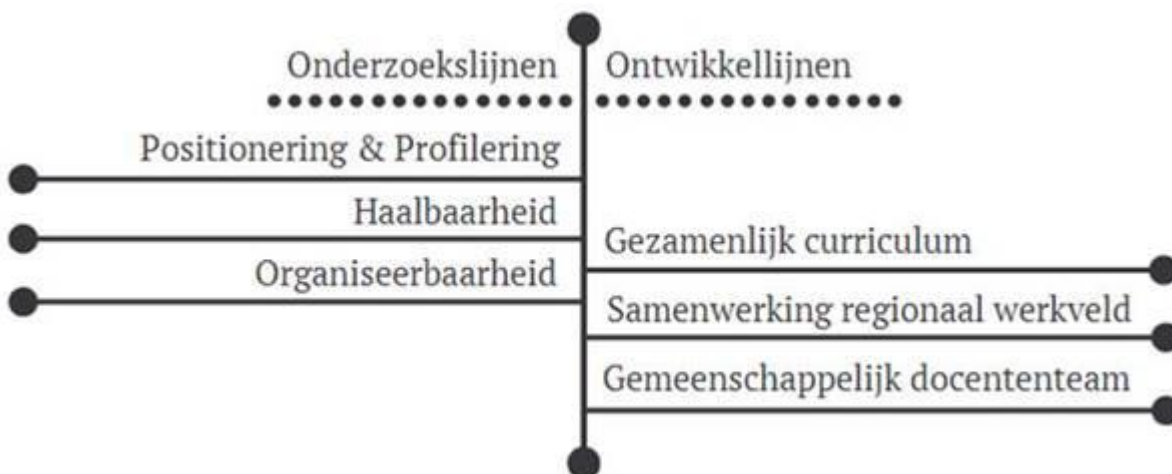 Onderzoekslijnen
Positionering & Profilering
Haalbaarheid
Organiseerbaarheid
Ontwikkellijnen
Gezamenlijk curriculum
Samenwerking regionaal werkveld
Gemeenschappelijk docententeam